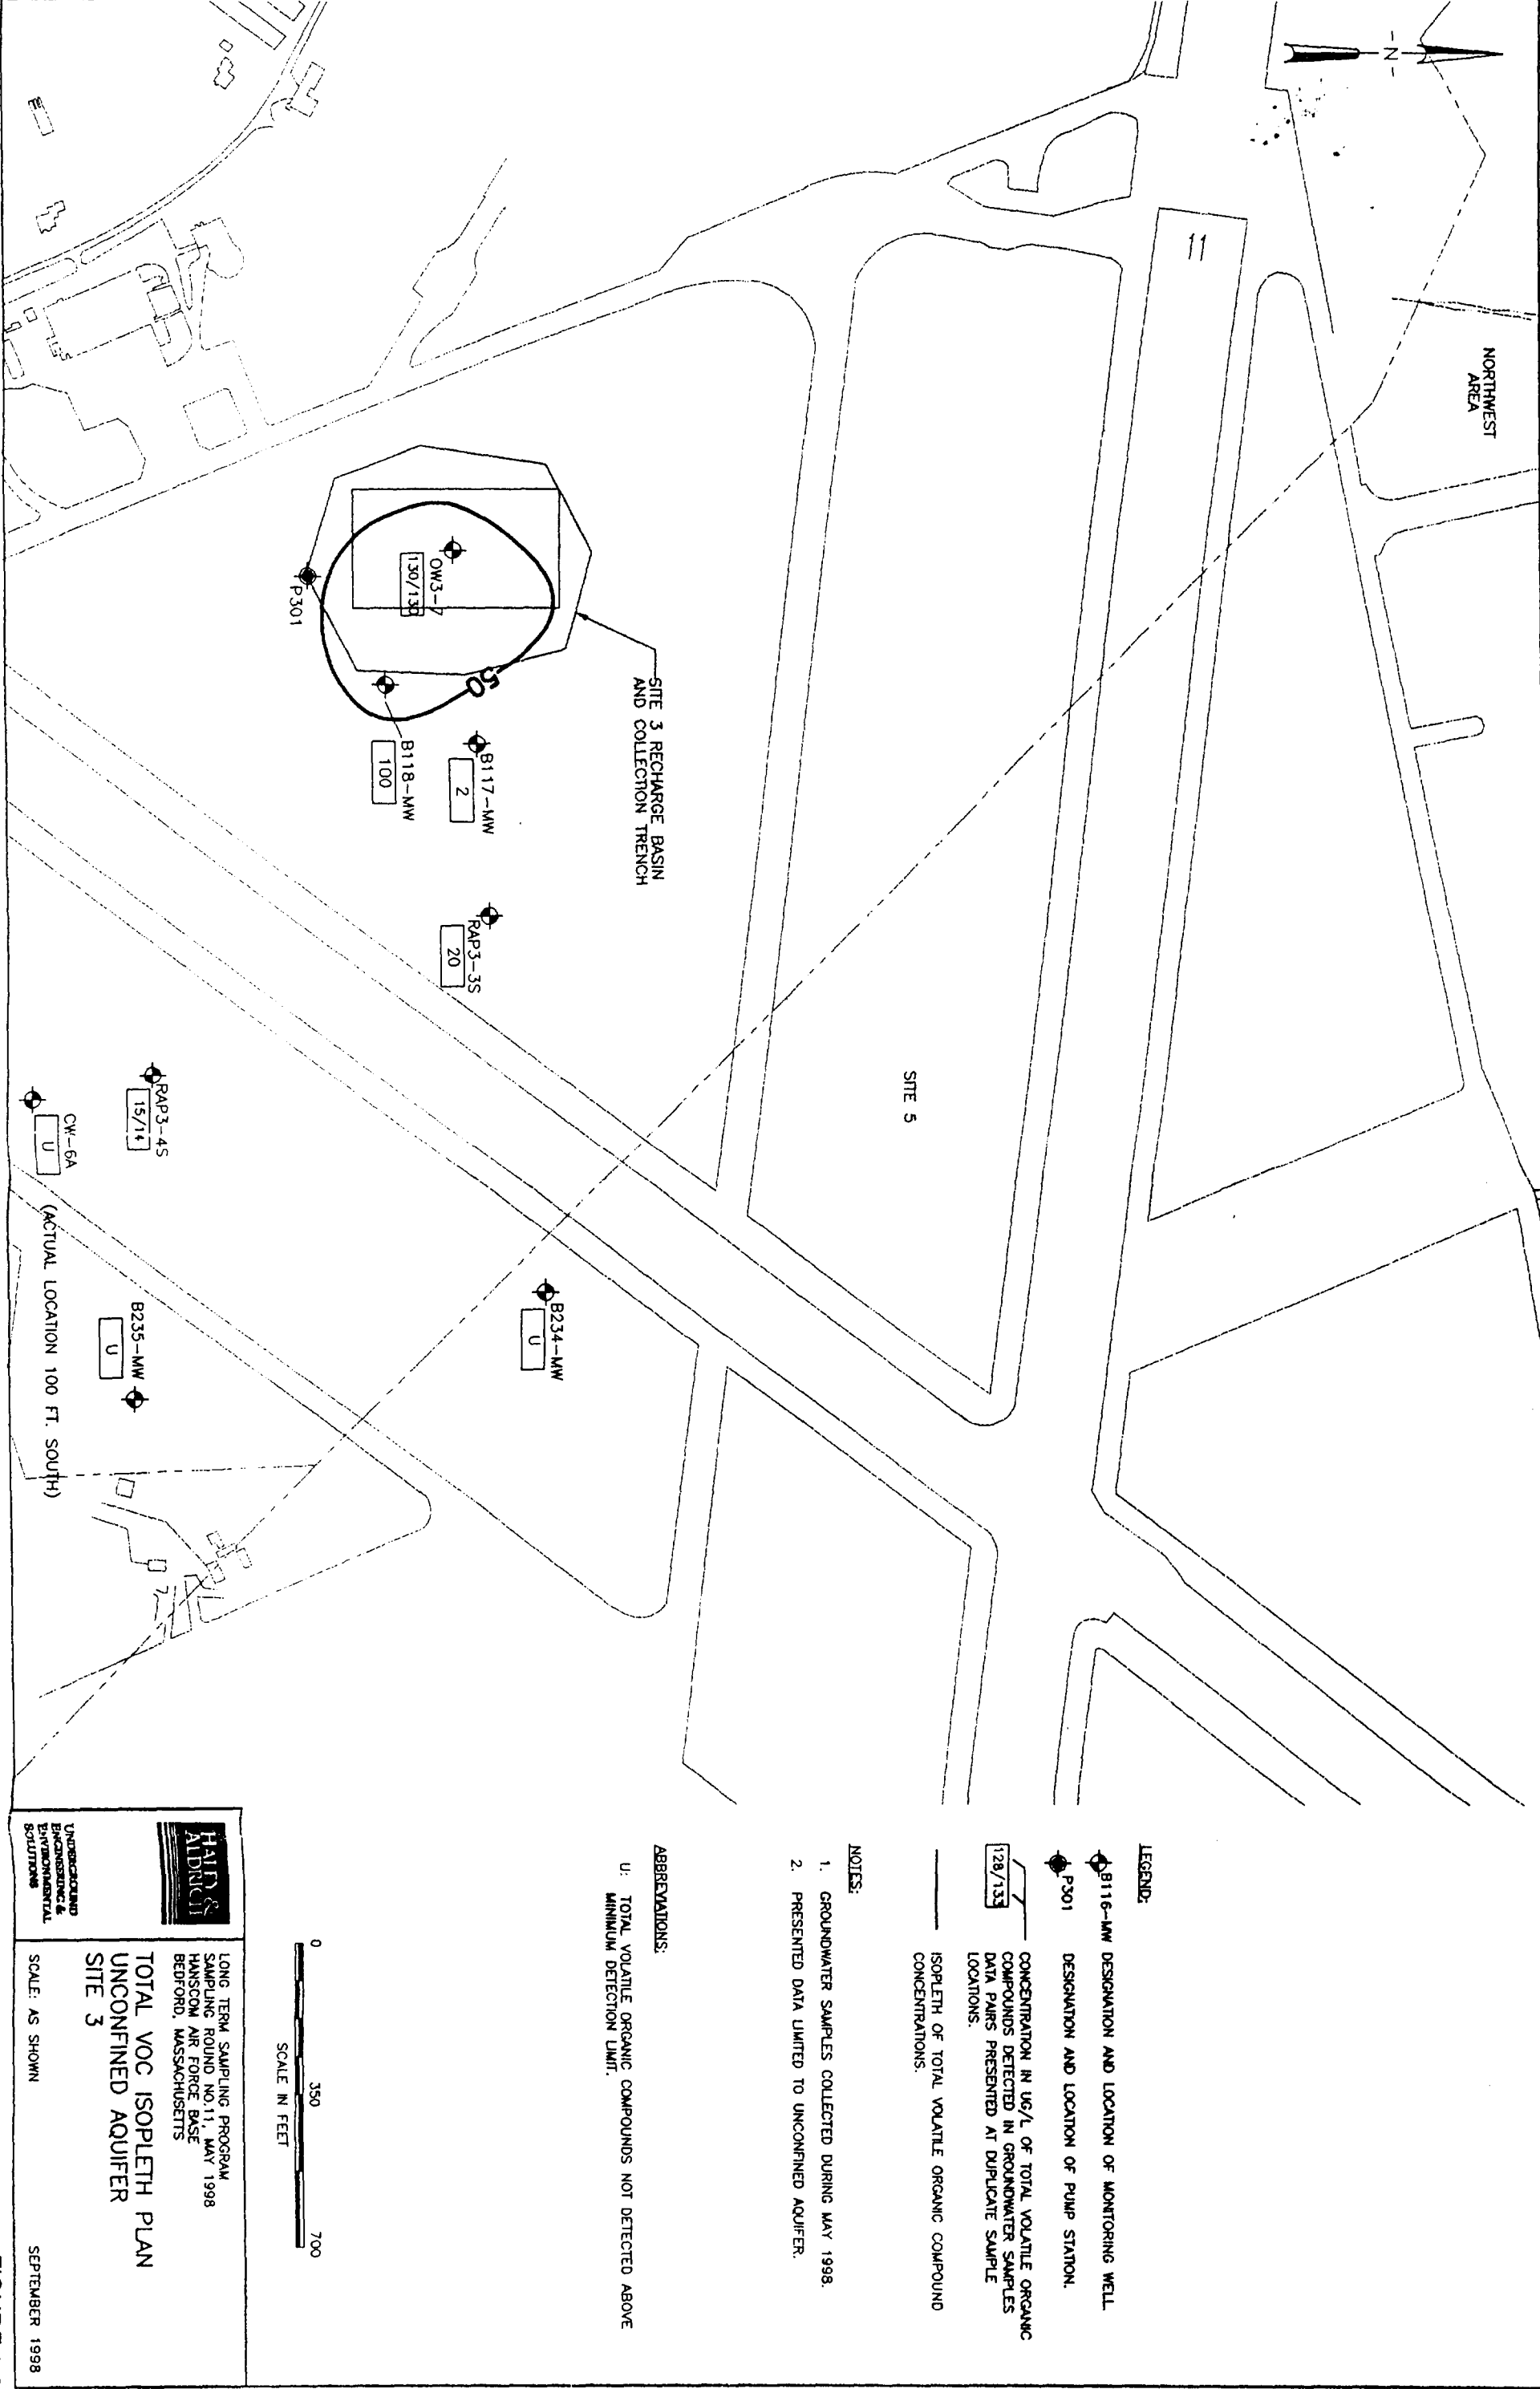 -N-
NORTHWEST
AREA
11
SITE 5
SITE 3 RECHARGE BASIN
AND COLLECTION TRENCH
OW3-7
130/130
P301
50
B118-MW
100
B117-MW
2
RAP3-3S
20
RAP3-4S
15/14
CW-6A
U
(ACTUAL LOCATION 100 FT. SOUTH)
B234-MW
U
B235-MW
U
LEGEND:
B116-MW DESIGNATION AND LOCATION OF MONITORING WELL
P301 DESIGNATION AND LOCATION OF PUMP STATION.
128/133
CONCENTRATION IN UG/L OF TOTAL VOLATILE ORGANIC
COMPOUNDS DETECTED IN GROUNDWATER SAMPLES
DATA PAIRS PRESENTED AT DUPLICATE SAMPLE
LOCATIONS.
ISOPLETH OF TOTAL VOLATILE ORGANIC COMPOUND
CONCENTRATIONS.
NOTES:
1. GROUNDWATER SAMPLES COLLECTED DURING MAY 1998.
2. PRESENTED DATA LIMITED TO UNCONFINED AQUIFER.
ABBREVIATIONS:
U: TOTAL VOLATILE ORGANIC COMPOUNDS NOT DETECTED ABOVE
MINIMUM DETECTION LIMIT.
0 350 700
SCALE IN FEET
HALEY &
ALDRICH
UNDERGROUND
ENGINEERING &
ENVIRONMENTAL
SOLUTIONS
LONG TERM SAMPLING PROGRAM
SAMPLING ROUND NO.11, MAY 1998
HANSCOM AIR FORCE BASE
BEDFORD, MASSACHUSETTS
TOTAL VOC ISOPLETH PLAN
UNCONFINED AQUIFER
SITE 3
SCALE: AS SHOWN
SEPTEMBER 1998